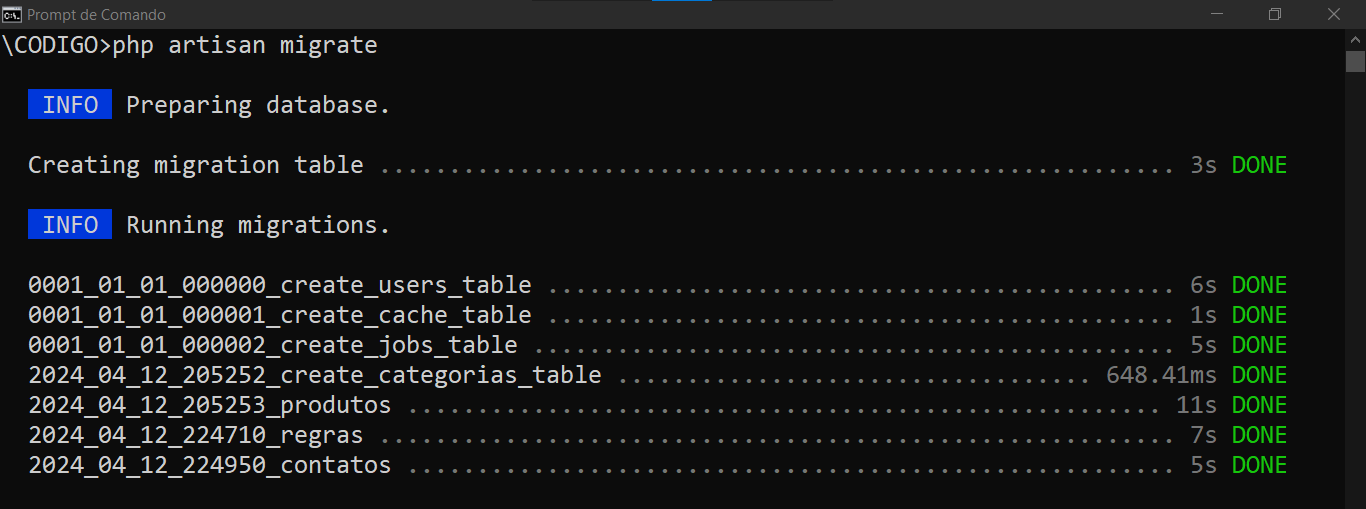 Prompt de Comando
\CODIGO>php artisan migrate
INFO Preparing database.
Creating migration table ......................................................... 3s DONE
INFO Running migrations.
0001_01_01_000000_create_users_table ............................................. 6s DONE
0001_01_01_000001_create_cache_table ............................................. 1s DONE
0001_01_01_000002_create_jobs_table .............................................. 5s DONE
2024_04_12_205252_create_categorias_table .................................. 648.41ms DONE
2024_04_12_205253_produtos ...................................................... 11s DONE
2024_04_12_224710_regras ......................................................... 7s DONE
2024_04_12_224950_contatos ....................................................... 5s DONE